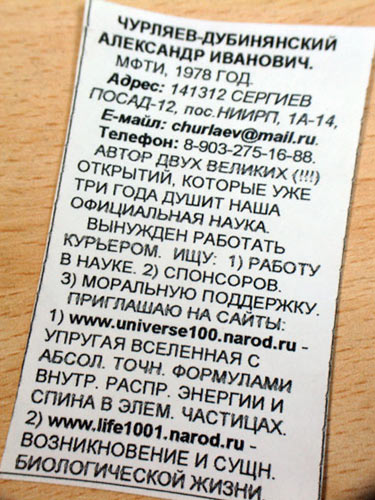 ЧУРЛЯЕВ-ДУБИНЯНСКИЙ
АЛЕКСАНДР ИВАНОВИЧ.
МФТИ, 1978 ГОД.
Адрес: 141312 СЕРГИЕВ
ПОСАД-12, пос.НИИРП, 1А-14,
Е-майл: churlaev@mail.ru.
Телефон: 8-903-275-16-88.
АВТОР ДВУХ ВЕЛИКИХ (!!!)
ОТКРЫТИЙ, КОТОРЫЕ УЖЕ
ТРИ ГОДА ДУШИТ НАША
ОФИЦИАЛЬНАЯ НАУКА.
ВЫНУЖДЕН РАБОТАТЬ
КУРЬЕРОМ. ИЩУ: 1) РАБОТУ
В НАУКЕ. 2) СПОНСОРОВ.
3) МОРАЛЬНУЮ ПОДДЕРЖКУ.
ПРИГЛАШАЮ НА САЙТЫ:
1) www.universe100.narod.ru -
УПРУГАЯ ВСЕЛЕННАЯ С
АБСОЛ. ТОЧН. ФОРМУЛАМИ
ВНУТР. РАСПР. ЭНЕРГИИ И
СПИНА В ЭЛЕМ. ЧАСТИЦАХ.
2) www.life1001.narod.ru -
ВОЗНИКНОВЕНИЕ И СУЩН.
БИОЛОГИЧЕСКОЙ ЖИЗНИ